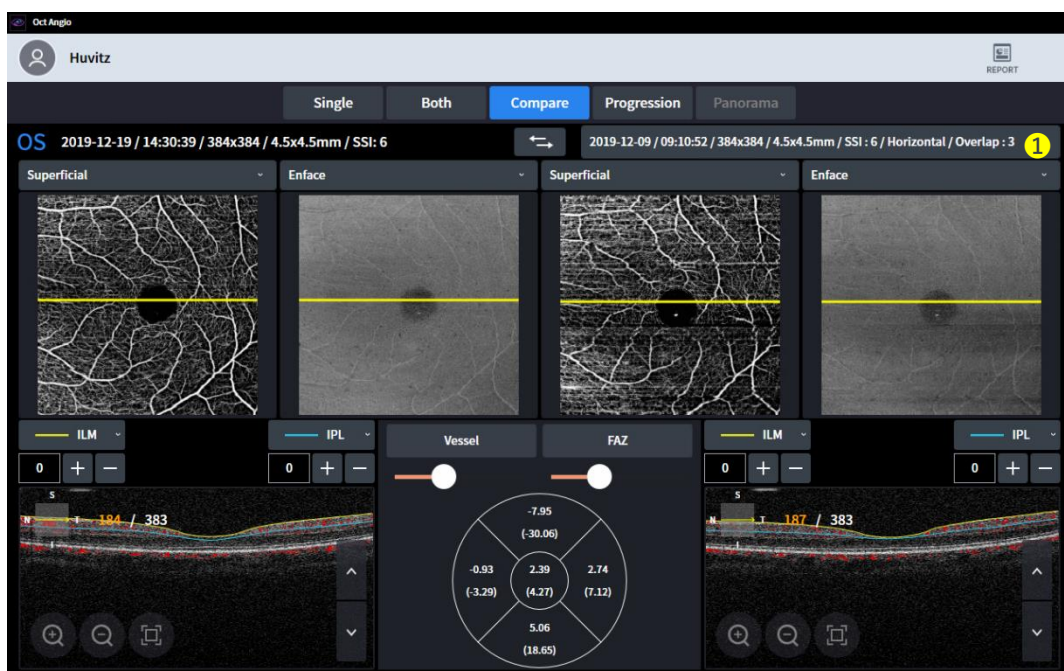 Oct Angio
Huvitz
REPORT
Single Both Compare Progression Panorama
OS 2019-12-19 / 14:30:39 / 384x384 / 4.5x4.5mm / SSI: 6 2019-12-09 / 09:10:52 / 384x384 / 4.5x4.5mm / SSI : 6 / Horizontal / Overlap : 3 1
Superficial Enface Superficial Enface
ILM IPL Vessel FAZ ILM IPL
0 + − 0 + − 0 + − 0 + −
S
N T 184 / 383
I
-7.95
(-30.06)
-0.93 2.39 2.74
(-3.29) (4.27) (7.12)
5.06
(18.65)
S
N T 187 / 383
I